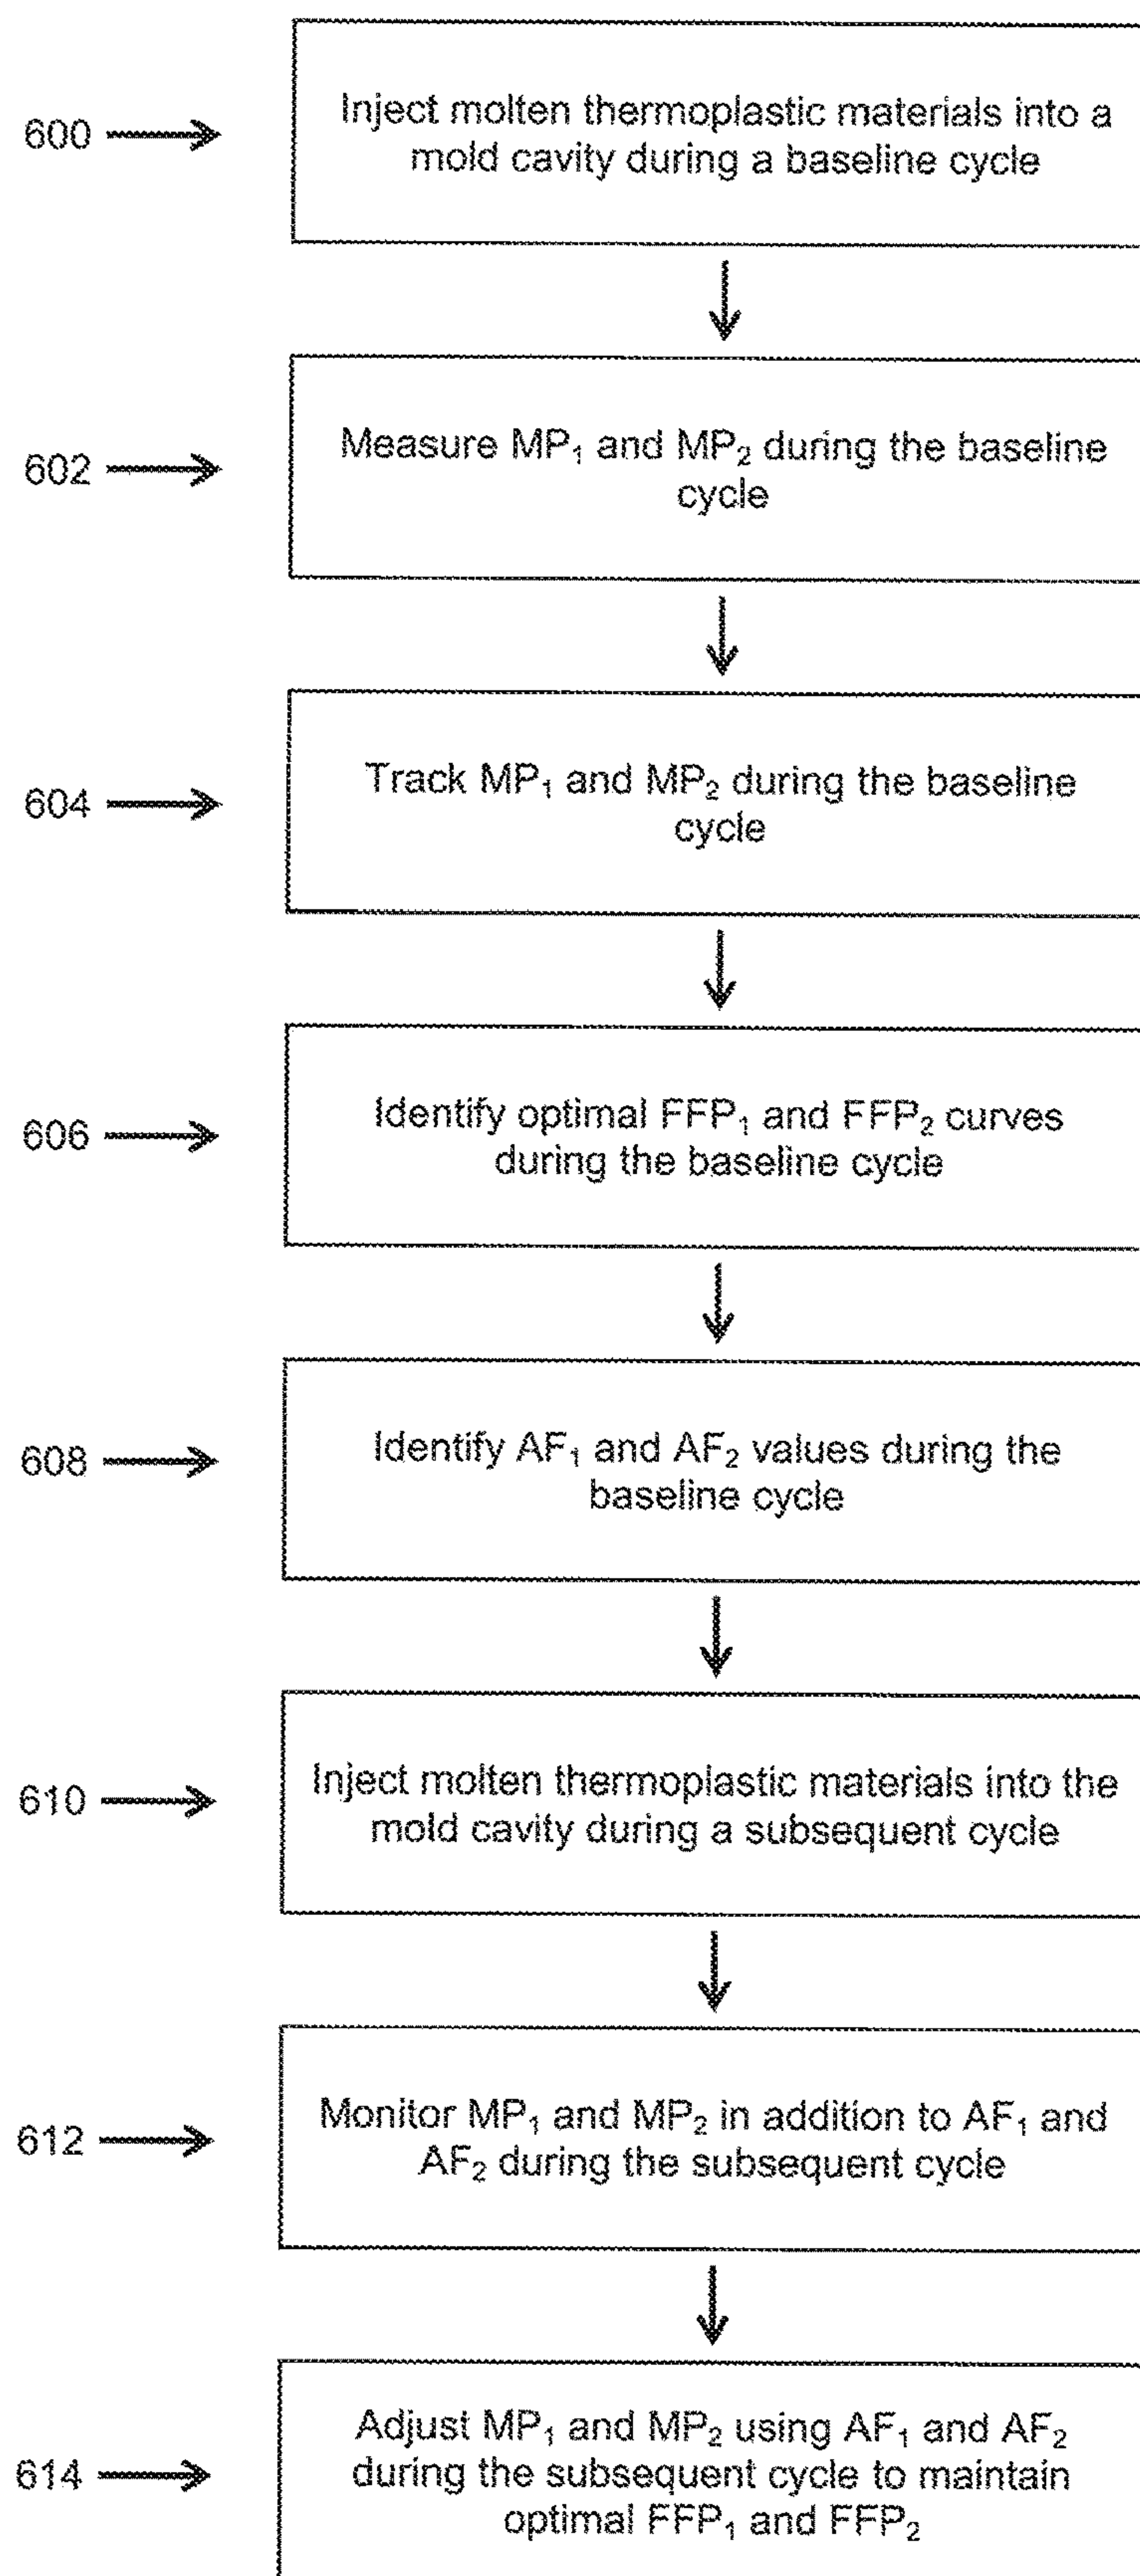 600
Inject molten thermoplastic materials into a
mold cavity during a baseline cycle
602
Measure MP₁ and MP₂ during the baseline
cycle
604
Track MP₁ and MP₂ during the baseline
cycle
606
Identify optimal FFP₁ and FFP₂ curves
during the baseline cycle
608
Identify AF₁ and AF₂ values during the
baseline cycle
610
Inject molten thermoplastic materials into the
mold cavity during a subsequent cycle
612
Monitor MP₁ and MP₂ in addition to AF₁ and
AF₂ during the subsequent cycle
614
Adjust MP₁ and MP₂ using AF₁ and AF₂
during the subsequent cycle to maintain
optimal FFP₁ and FFP₂